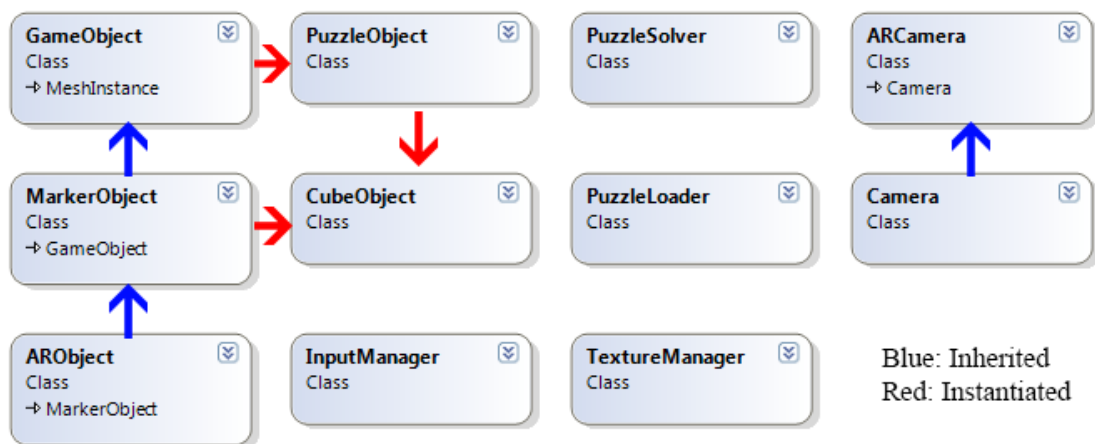 GameObject
Class
MeshInstance
PuzzleObject
Class
PuzzleSolver
Class
ARCamera
Class
Camera
MarkerObject
Class
GameObject
CubeObject
Class
PuzzleLoader
Class
Camera
Class
ARObject
Class
MarkerObject
InputManager
Class
TextureManager
Class
Blue: Inherited
Red: Instantiated